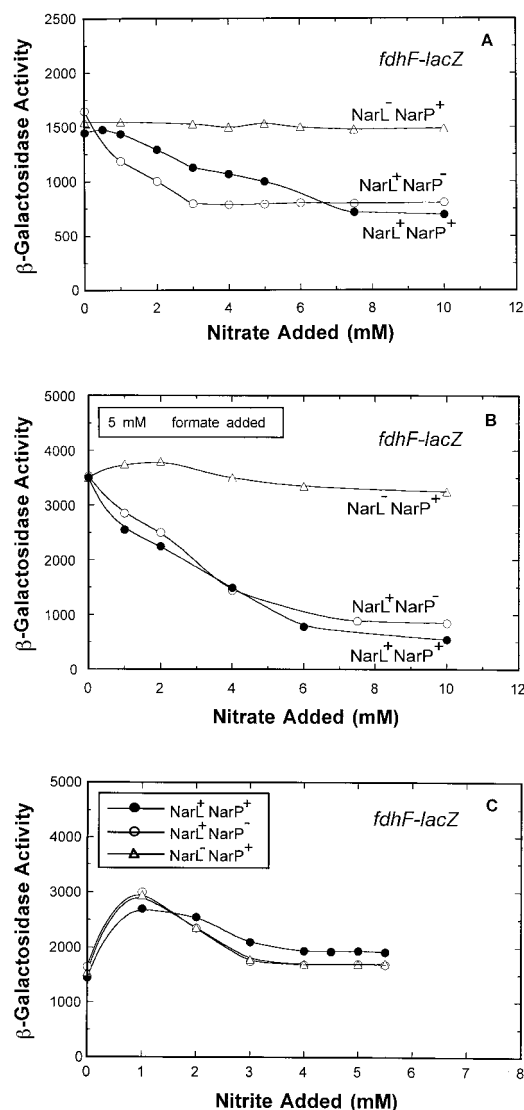 A
fdhF-lacZ
β-Galactosidase Activity
2500
2000
1500
1000
500
0
NarL⁻ NarP⁺
NarL⁺ NarP⁻
NarL⁺ NarP⁺
0 2 4 6 8 10 12
Nitrate Added (mM)
B
5 mM formate added
fdhF-lacZ
β-Galactosidase Activity
5000
4000
3000
2000
1000
0
NarL⁻ NarP⁺
NarL⁺ NarP⁻
NarL⁺ NarP⁺
0 2 4 6 8 10 12
Nitrate Added (mM)
C
NarL⁺ NarP⁺
NarL⁺ NarP⁻
NarL⁻ NarP⁺
fdhF-lacZ
β-Galactosidase Activity
5000
4000
3000
2000
1000
0
0 1 2 3 4 5 6 7 8
Nitrite Added (mM)